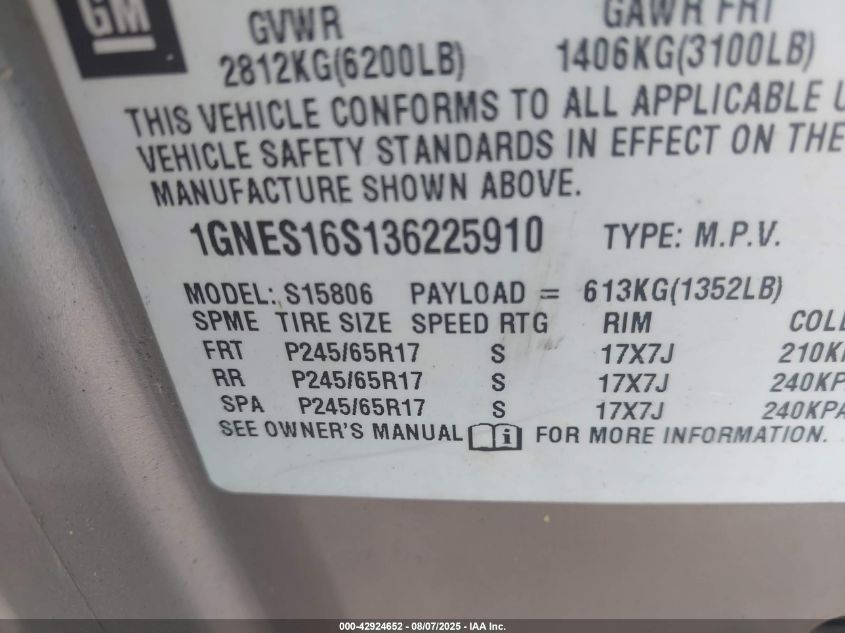 GM
GVWR GAWR FRT
2812KG(6200LB) 1406KG(3100LB)
THIS VEHICLE CONFORMS TO ALL APPLICABLE
VEHICLE SAFETY STANDARDS IN EFFECT ON THE
MANUFACTURE SHOWN ABOVE.
1GNES16S136225910 TYPE: M.P.V.
MODEL: S15806 PAYLOAD = 613KG(1352LB)
SPME TIRE SIZE SPEED RTG RIM COL
FRT P245/65R17 S 17X7J 210K
RR P245/65R17 S 17X7J 240KP
SPA P245/65R17 S 17X7J 240KPA
SEE OWNER'S MANUAL i FOR MORE INFORMATION.
000-42924652 - 08/07/2025 - IAA Inc.